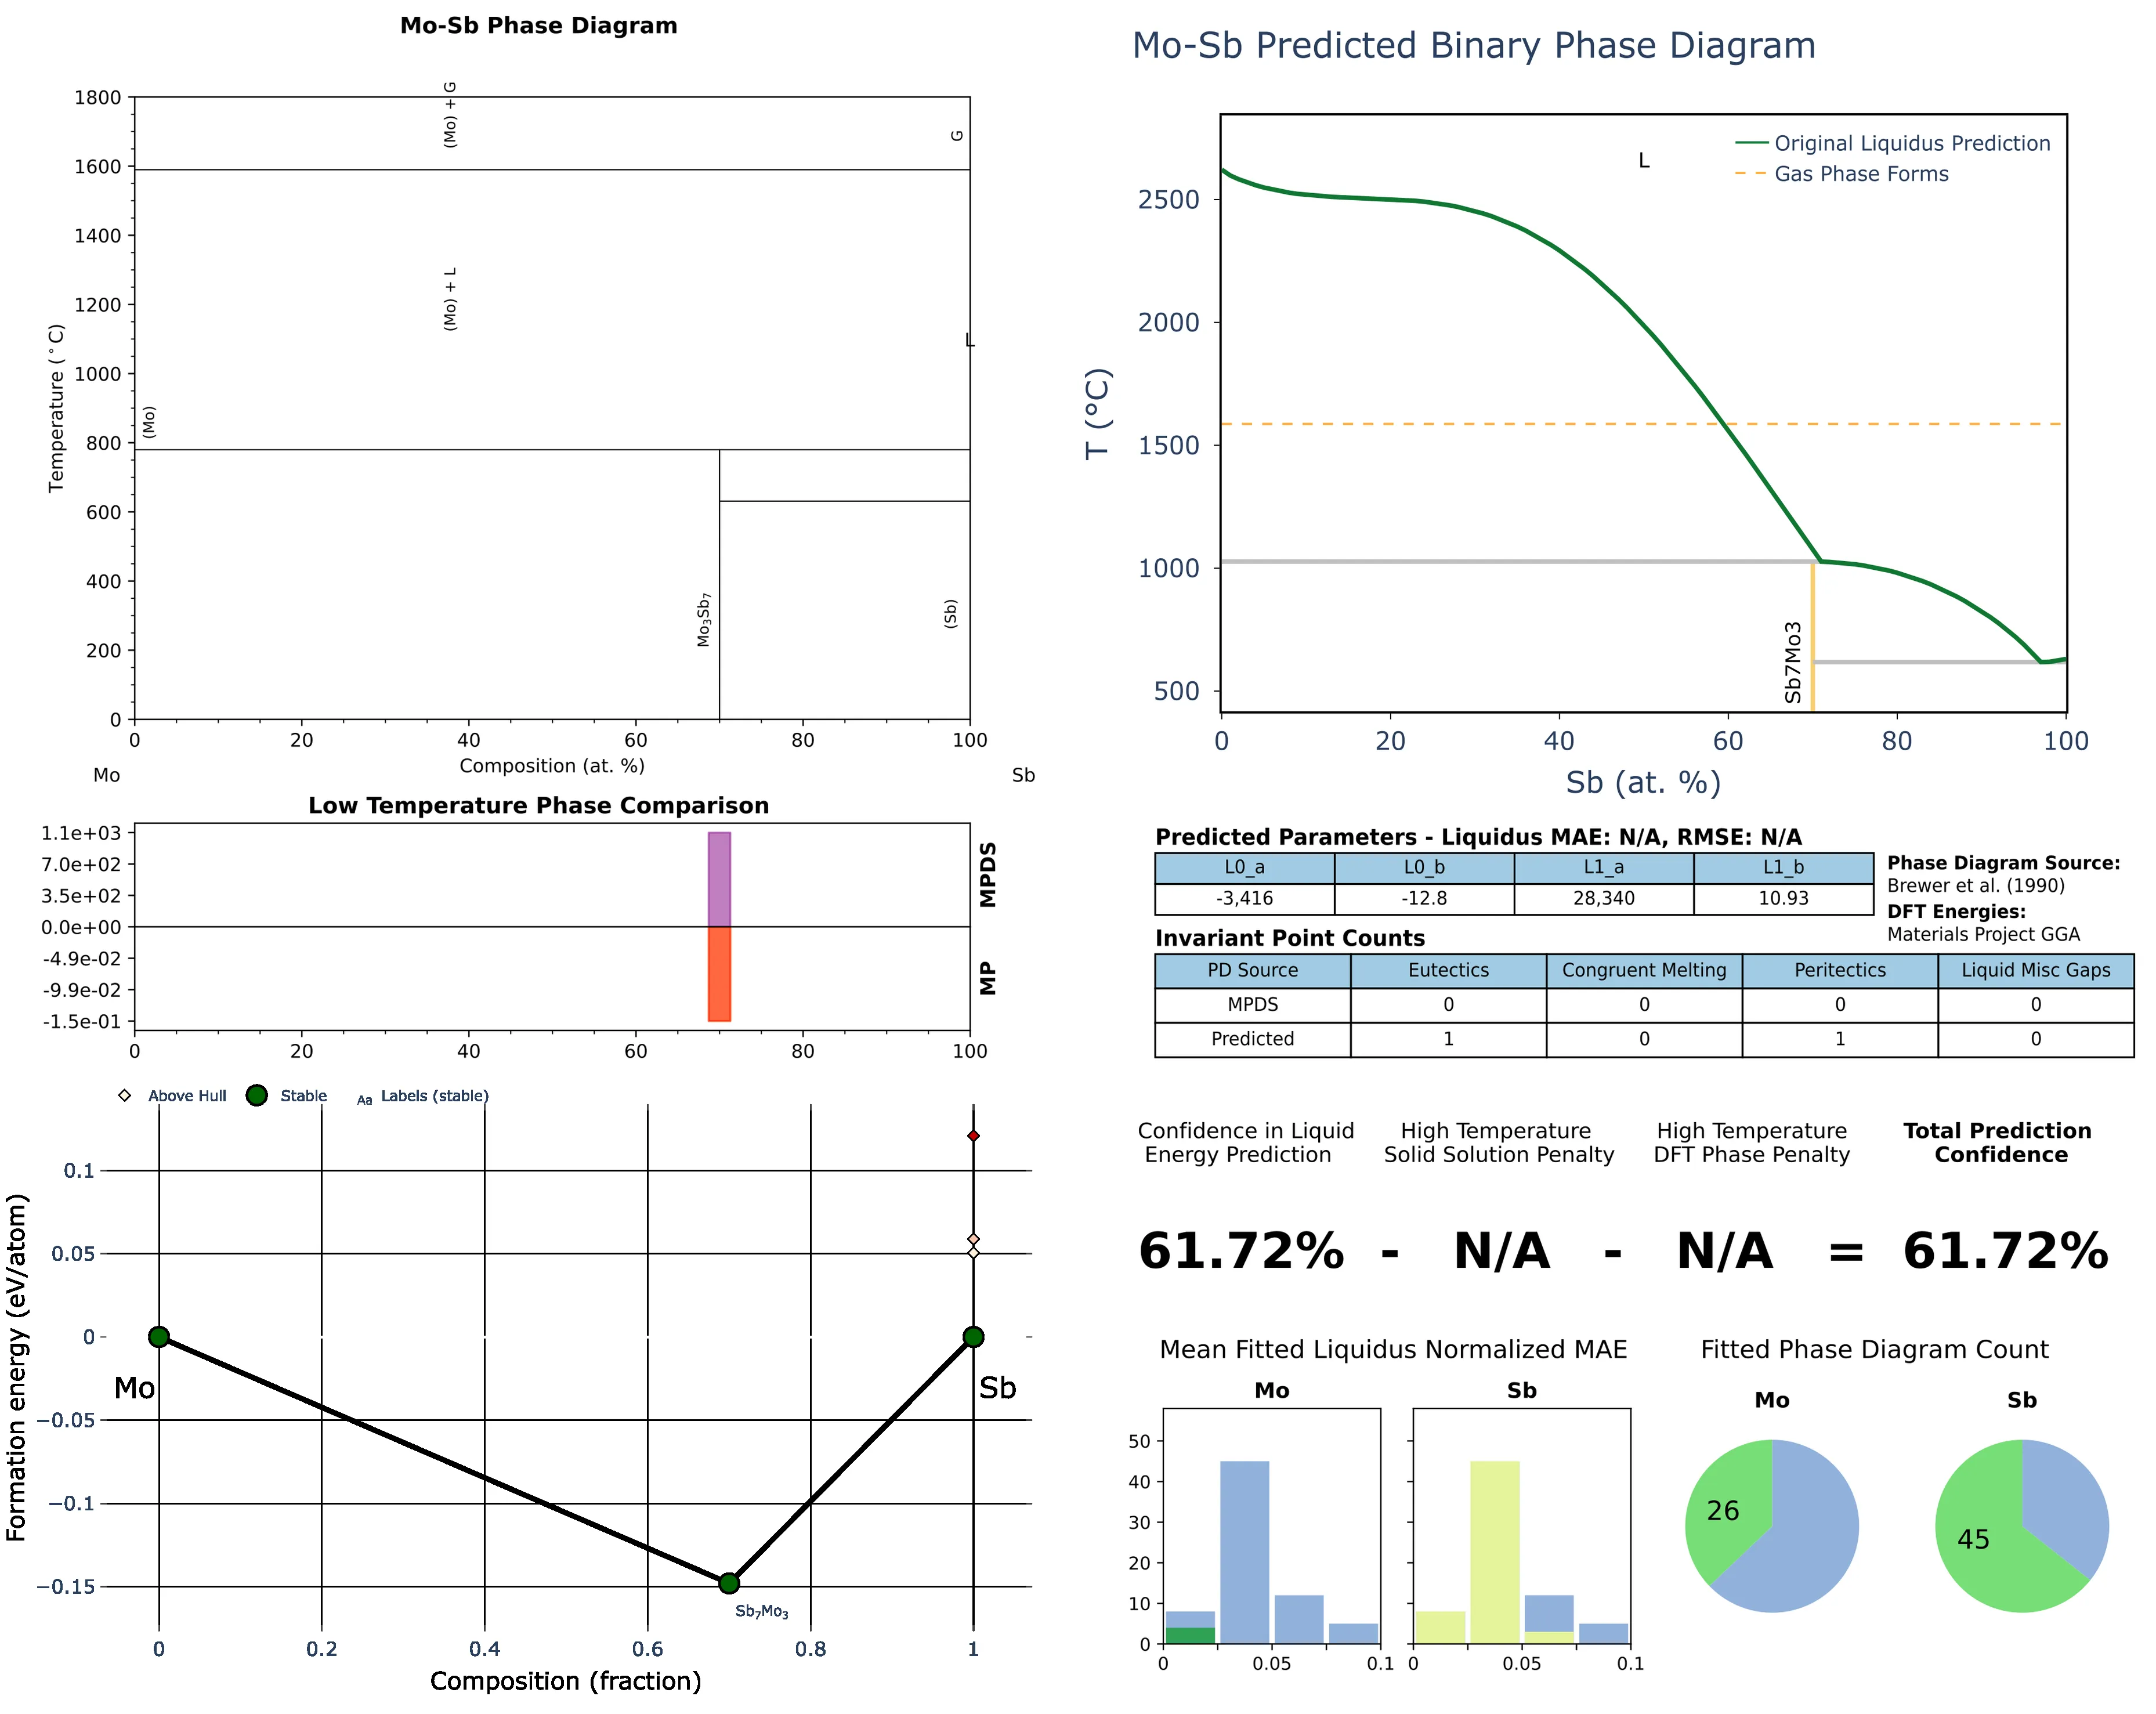 Mo-Sb Phase Diagram
1800
1600
1400
1200
1000
800
600
400
200
0
Temperature (°C)
(Mo) + G
G
(Mo) + L
L
(Mo)
Mo3Sb7
(Sb)
0 20 40 60 80 100
Composition (at. %)
Mo Sb
Low Temperature Phase Comparison
1.1e+03
7.0e+02
3.5e+02
0.0e+00
-4.9e-02
-9.9e-02
-1.5e-01
MPDS
MP
0 20 40 60 80 100
Above Hull Stable Aa Labels (stable)
0.1
0.05
0
−0.05
−0.1
−0.15
Formation energy (eV/atom)
Mo
Sb
Sb7Mo3
0 0.2 0.4 0.6 0.8 1
Composition (fraction)
Mo-Sb Predicted Binary Phase Diagram
L
Original Liquidus Prediction
Gas Phase Forms
2500
2000
1500
1000
500
T (°C)
Sb7Mo3
0 20 40 60 80 100
Sb (at. %)
Predicted Parameters - Liquidus MAE: N/A, RMSE: N/A
L0_a L0_b L1_a L1_b
-3,416 -12.8 28,340 10.93
Phase Diagram Source:
Brewer et al. (1990)
DFT Energies:
Materials Project GGA
Invariant Point Counts
PD Source Eutectics Congruent Melting Peritectics Liquid Misc Gaps
MPDS 0 0 0 0
Predicted 1 0 1 0
Confidence in Liquid
Energy Prediction
High Temperature
Solid Solution Penalty
High Temperature
DFT Phase Penalty
Total Prediction
Confidence
61.72% - N/A - N/A = 61.72%
Mean Fitted Liquidus Normalized MAE
Mo Sb
50
40
30
20
10
0
0 0.05 0.1
0 0.05 0.1
Fitted Phase Diagram Count
Mo Sb
26
45